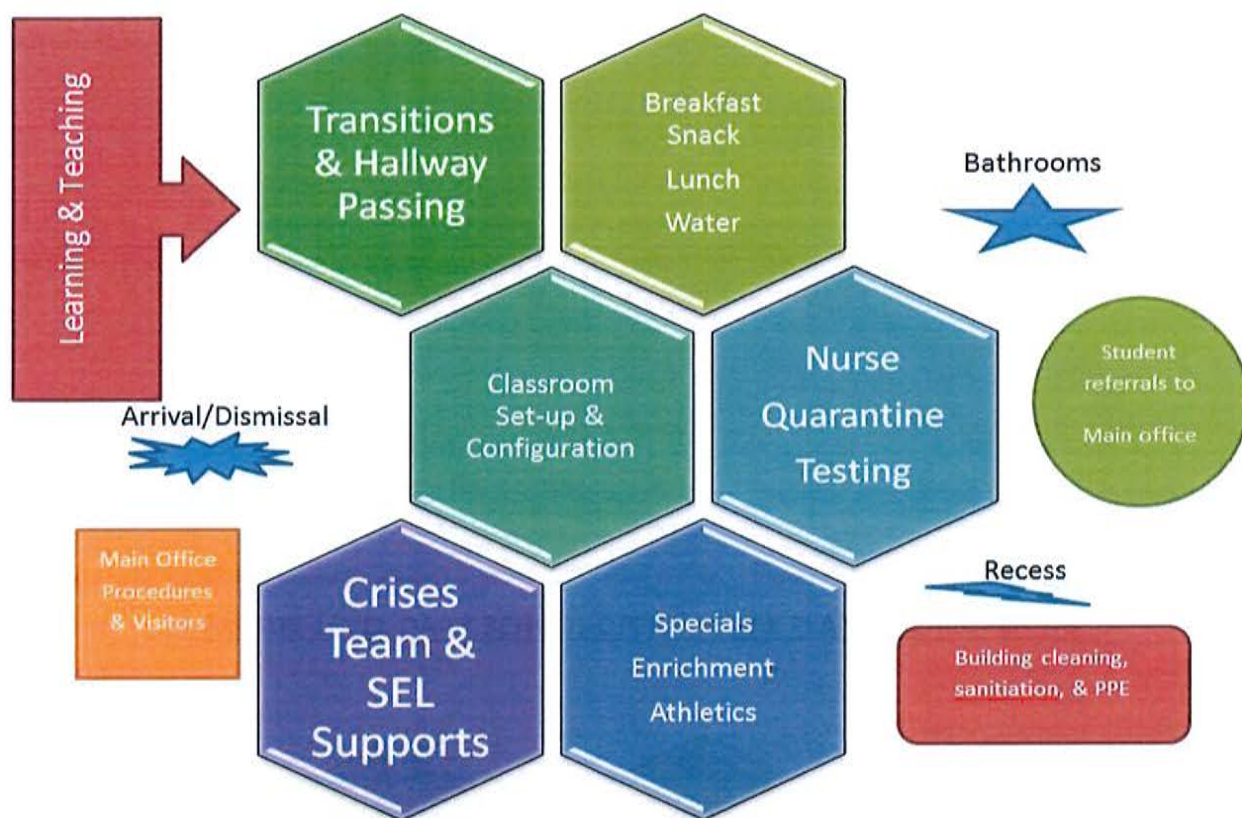 Learning & Teaching
Transitions
& Hallway
Passing
Breakfast
Snack
Lunch
Water
Bathrooms
Classroom
Set-up &
Configuration
Nurse
Quarantine
Testing
Student
referrals to
Main office
Arrival/Dismissal
Main Office
Procedures
& Visitors
Crises
Team &
SEL
Supports
Specials
Enrichment
Athletics
Recess
Building cleaning,
sanitiation, & PPE